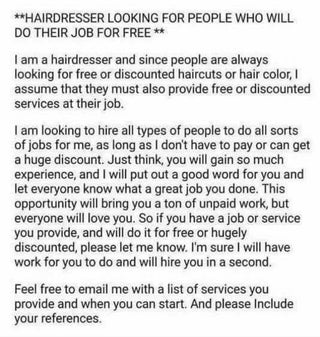 **HAIRDRESSER LOOKING FOR PEOPLE WHO WILL
DO THEIR JOB FOR FREE **
I am a hairdresser and since people are always
looking for free or discounted haircuts or hair color, I
assume that they must also provide free or discounted
services at their job.
I am looking to hire all types of people to do all sorts
of jobs for me, as long as I don't have to pay or can get
a huge discount. Just think, you will gain so much
experience, and I will put out a good word for you and
let everyone know what a great job you done. This
opportunity will bring you a ton of unpaid work, but
everyone will love you. So if you have a job or service
you provide, and will do it for free or hugely
discounted, please let me know. I'm sure I will have
work for you to do and will hire you in a second.
Feel free to email me with a list of services you
provide and when you can start. And please Include
your references.